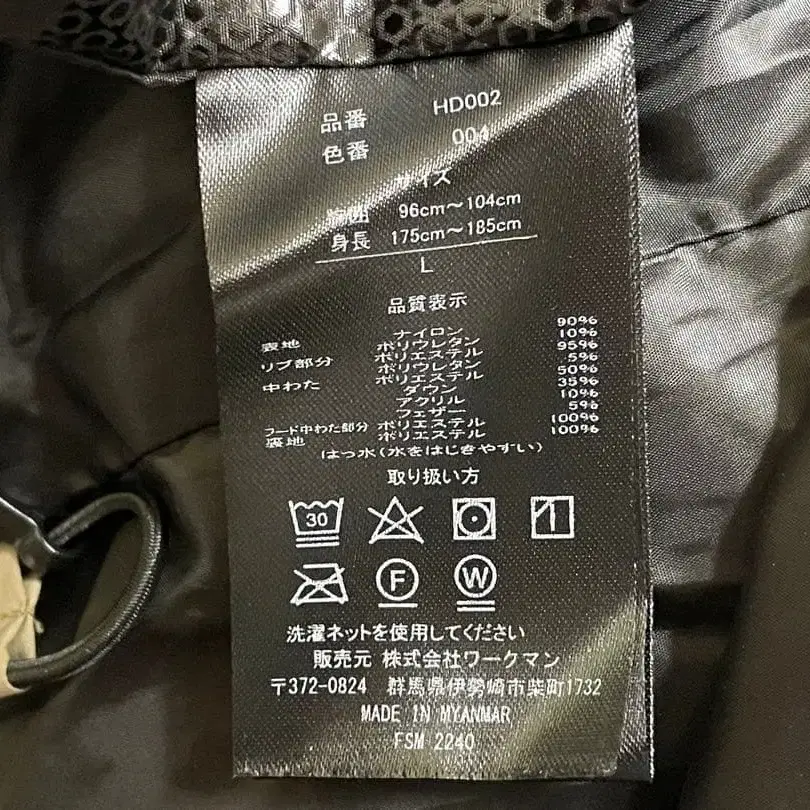 品番 HD002
色番 004
サイズ
胸囲 96cm～104cm
身長 175cm～185cm
L
品質表示
表地 ナイロン 90%
ポリウレタン 10%
リブ部分 ポリエステル 95%
ポリウレタン 5%
中わた ポリエステル 50%
ダウン 35%
アクリル 10%
フェザー 5%
フード中わた部分 ポリエステル 100%
裏地 ポリエステル 100%
はっ水(水をはじきやすい)
取り扱い方
30
F W
洗濯ネットを使用してください
販売元 株式会社ワークマン
〒372-0824 群馬県伊勢崎市柴町1732
MADE IN MYANMAR
FSM 2240